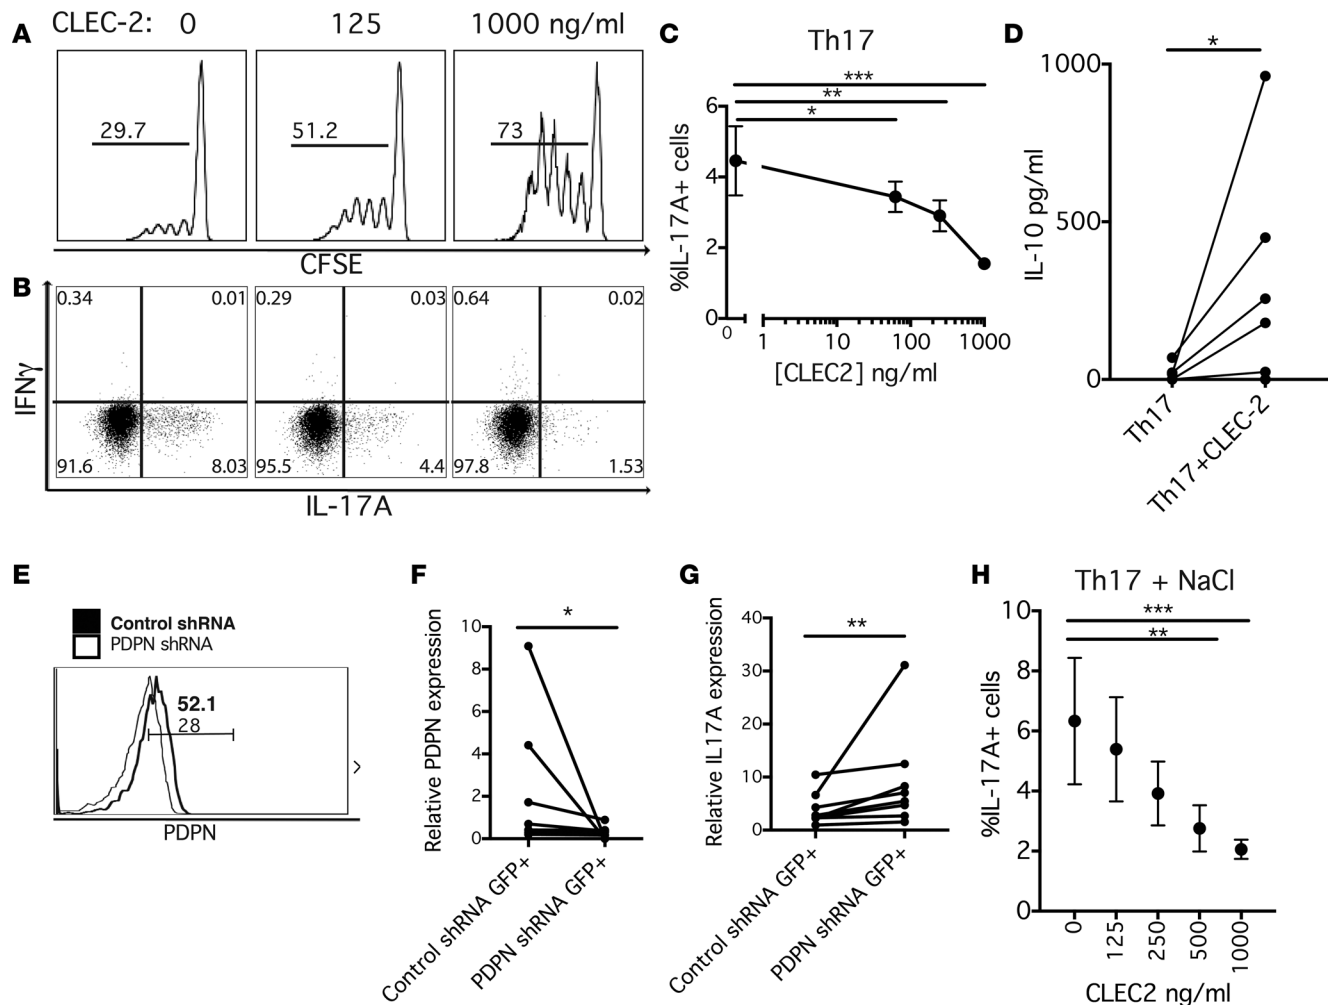 A
CLEC-2: 0 125 1000 ng/ml
29.7
51.2
73
CFSE
B
0.34 0.01
91.6 8.03
0.29 0.03
95.5 4.4
0.64 0.02
97.8 1.53
IFNγ
IL-17A
C
Th17
***
**
*
%IL-17A+ cells
6
4
2
0
0 1 10 100 1000
[CLEC2] ng/ml
D
*
IL-10 pg/ml
1000
500
0
Th17
Th17+CLEC-2
E
Control shRNA
PDPN shRNA
52.1
28
PDPN
F
*
Relative PDPN expression
10
8
6
4
2
0
Control shRNA GFP+
PDPN shRNA GFP+
G
**
Relative IL17A expression
40
30
20
10
0
Control shRNA GFP+
PDPN shRNA GFP+
H
Th17 + NaCl
***
**
%IL-17A+ cells
10
8
6
4
2
0
0 125 250 500 1000
CLEC2 ng/ml